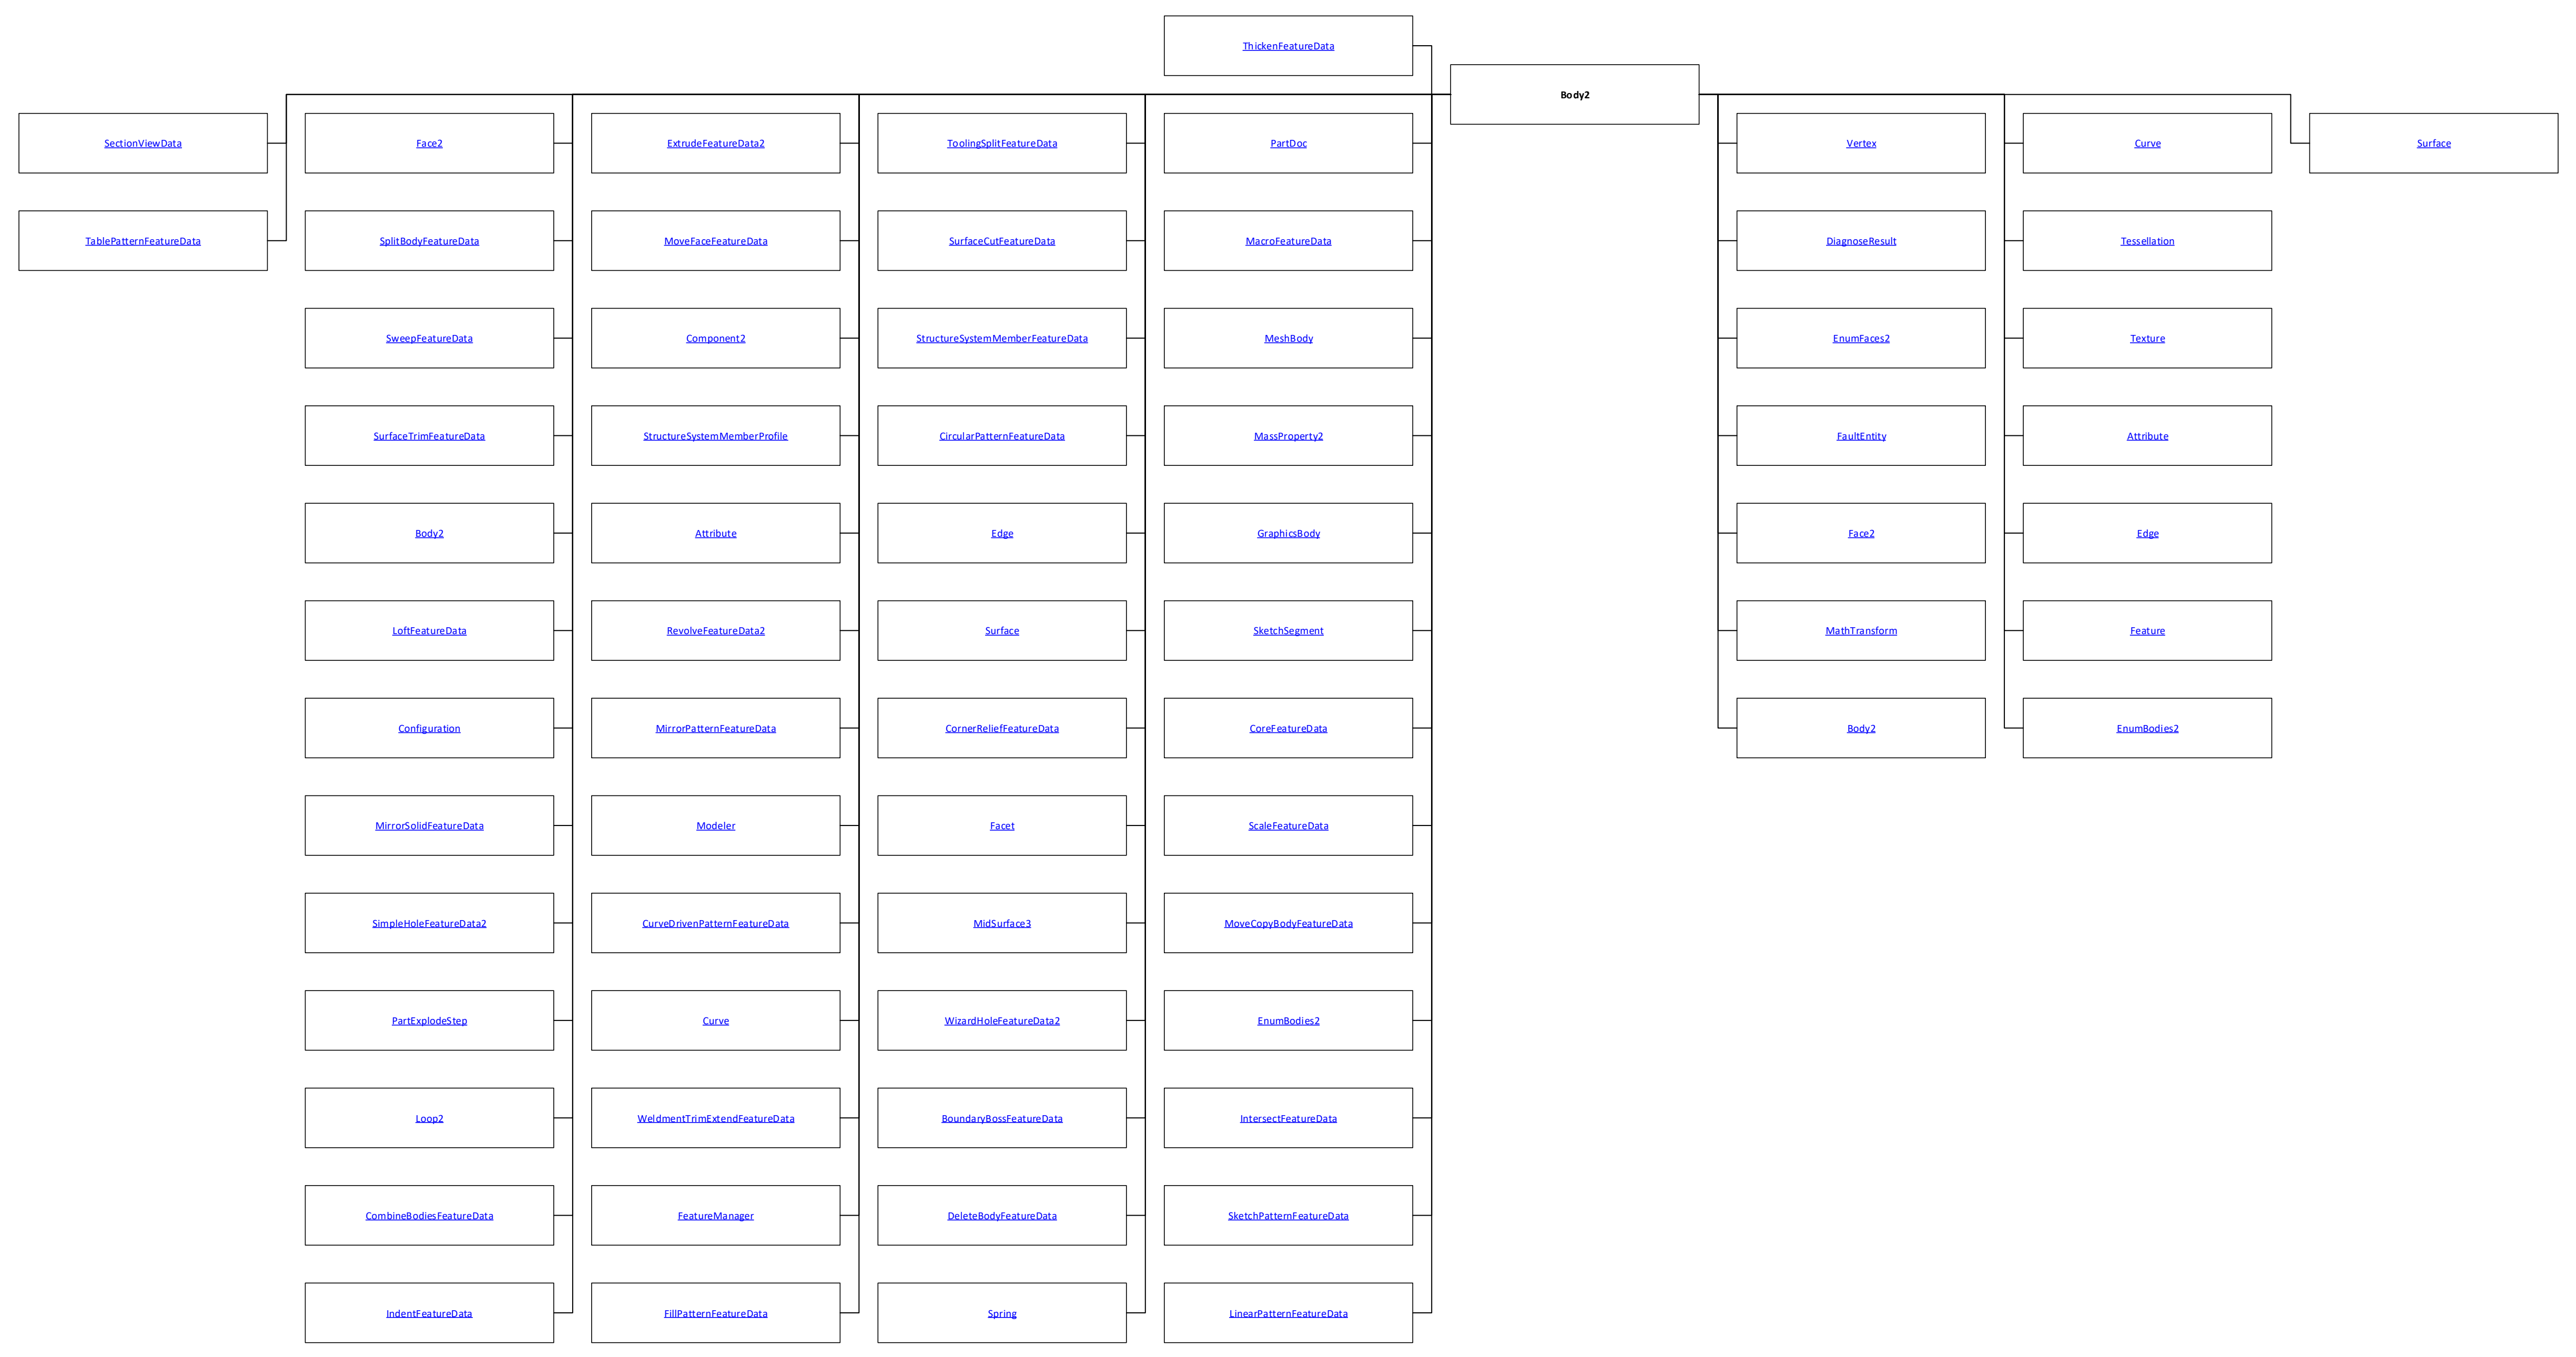 ThickenFeatureData
Body2
SectionViewData
Face2
ExtrudeFeatureData2
ToolingSplitFeatureData
PartDoc
Vertex
Curve
Surface
TablePatternFeatureData
SplitBodyFeatureData
MoveFaceFeatureData
SurfaceCutFeatureData
MacroFeatureData
DiagnoseResult
Tessellation
SweepFeatureData
Component2
StructureSystemMemberFeatureData
MeshBody
EnumFaces2
Texture
SurfaceTrimFeatureData
StructureSystemMemberProfile
CircularPatternFeatureData
MassProperty2
FaultEntity
Attribute
Body2
Attribute
Edge
GraphicsBody
Face2
Edge
LoftFeatureData
RevolveFeatureData2
Surface
SketchSegment
MathTransform
Feature
Configuration
MirrorPatternFeatureData
CornerReliefFeatureData
CoreFeatureData
Body2
EnumBodies2
MirrorSolidFeatureData
Modeler
Facet
ScaleFeatureData
SimpleHoleFeatureData2
CurveDrivenPatternFeatureData
MidSurface3
MoveCopyBodyFeatureData
PartExplodeStep
Curve
WizardHoleFeatureData2
EnumBodies2
Loop2
WeldmentTrimExtendFeatureData
BoundaryBossFeatureData
IntersectFeatureData
CombineBodiesFeatureData
FeatureManager
DeleteBodyFeatureData
SketchPatternFeatureData
IndentFeatureData
FillPatternFeatureData
Spring
LinearPatternFeatureData